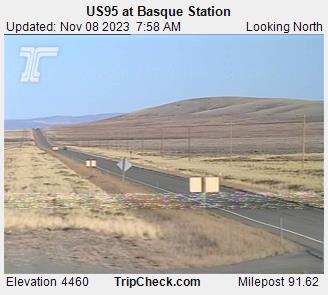 US95 at Basque Station
Updated: Nov 08 2023 7:58 AM Looking North
Elevation 4460 TripCheck.com Milepost 91.62